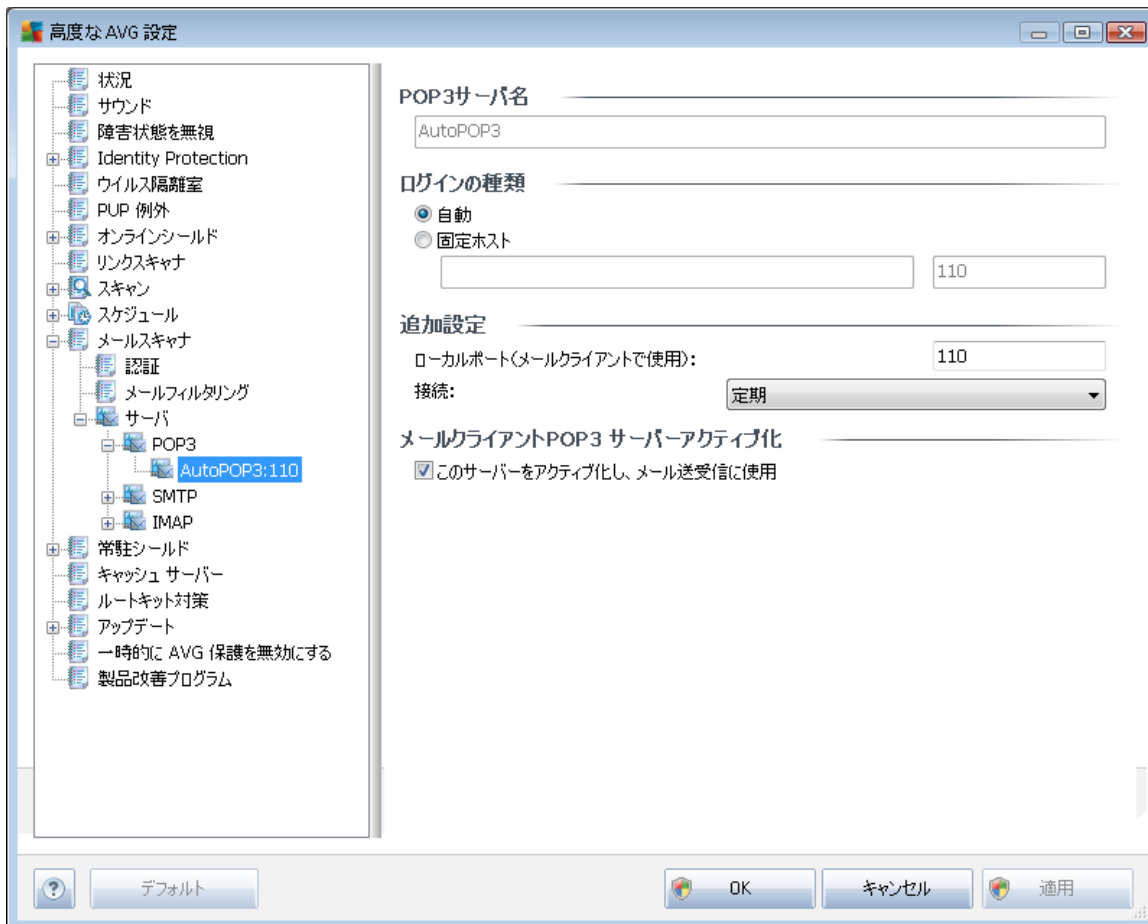 高度な AVG 設定
状況
サウンド
障害状態を無視
Identity Protection
ウイルス隔離室
PUP 例外
オンラインシールド
リンクスキャナ
スキャン
スケジュール
メールスキャナ
認証
メールフィルタリング
サーバ
POP3
AutoPOP3:110
SMTP
IMAP
常駐シールド
キャッシュ サーバー
ルートキット対策
アップデート
一時的に AVG 保護を無効にする
製品改善プログラム
POP3サーバ名
AutoPOP3
ログインの種類
自動
固定ホスト
110
追加設定
ローカルポート(メールクライアントで使用): 110
接続: 定期
メールクライアントPOP3 サーバーアクティブ化
このサーバーをアクティブ化し、メール送受信に使用
? デフォルト OK キャンセル 適用